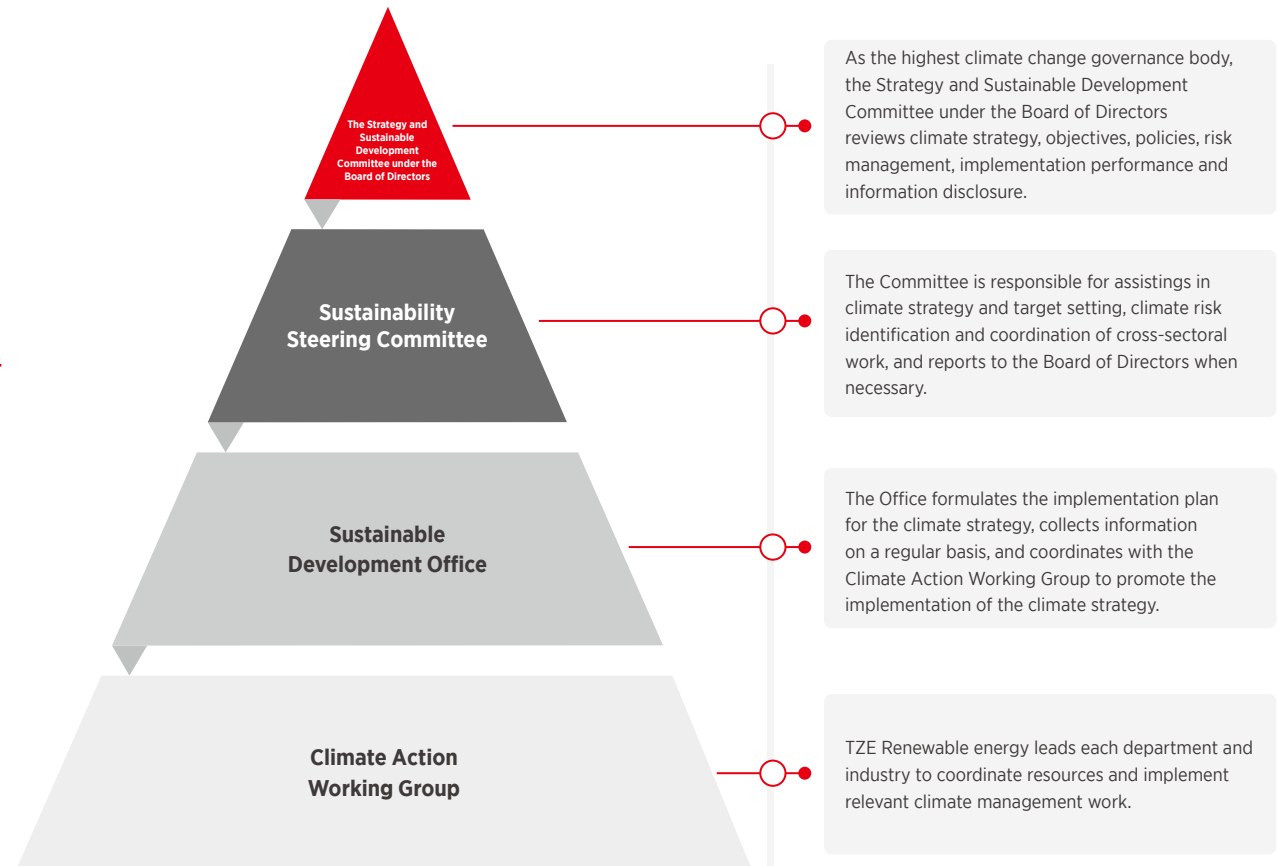 The Strategy and
Sustainable
Development
Committee under the
Board of Directors
As the highest climate change governance body,
the Strategy and Sustainable Development
Committee under the Board of Directors
reviews climate strategy, objectives, policies, risk
management, implementation performance and
information disclosure.
Sustainability
Steering Committee
The Committee is responsible for assistings in
climate strategy and target setting, climate risk
identification and coordination of cross-sectoral
work, and reports to the Board of Directors when
necessary.
Sustainable
Development Office
The Office formulates the implementation plan
for the climate strategy, collects information
on a regular basis, and coordinates with the
Climate Action Working Group to promote the
implementation of the climate strategy.
Climate Action
Working Group
TZE Renewable energy leads each department and
industry to coordinate resources and implement
relevant climate management work.